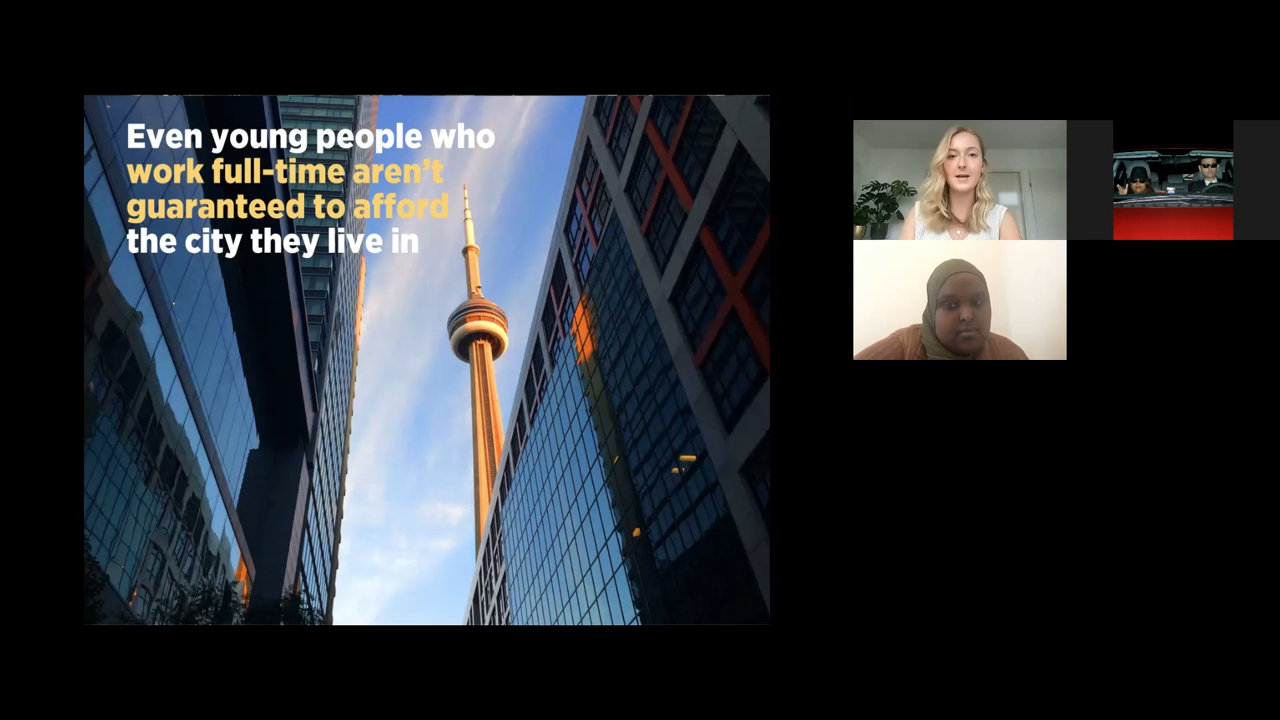 Even young people who
work full-time aren’t
guaranteed to afford
the city they live in